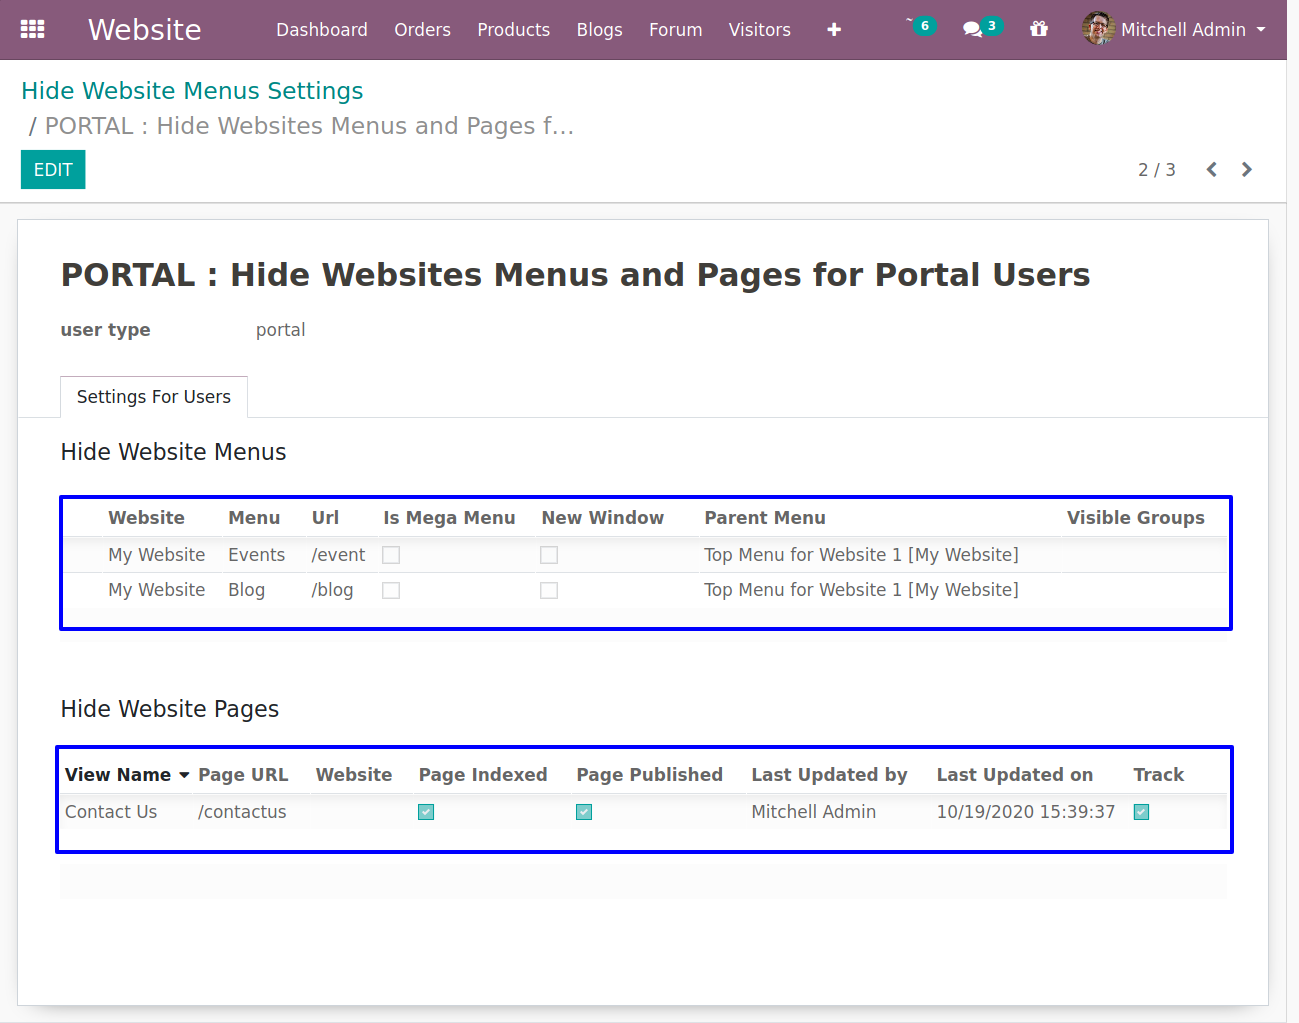 Website Dashboard Orders Products Blogs Forum Visitors 6 3 Mitchell Admin
Hide Website Menus Settings
/ PORTAL : Hide Websites Menus and Pages f...
EDIT 2 / 3
PORTAL : Hide Websites Menus and Pages for Portal Users
user type portal
Settings For Users
Hide Website Menus
Website Menu Url Is Mega Menu New Window Parent Menu Visible Groups
My Website Events /event Top Menu for Website 1 [My Website]
My Website Blog /blog Top Menu for Website 1 [My Website]
Hide Website Pages
View Name Page URL Website Page Indexed Page Published Last Updated by Last Updated on Track
Contact Us /contactus Mitchell Admin 10/19/2020 15:39:37